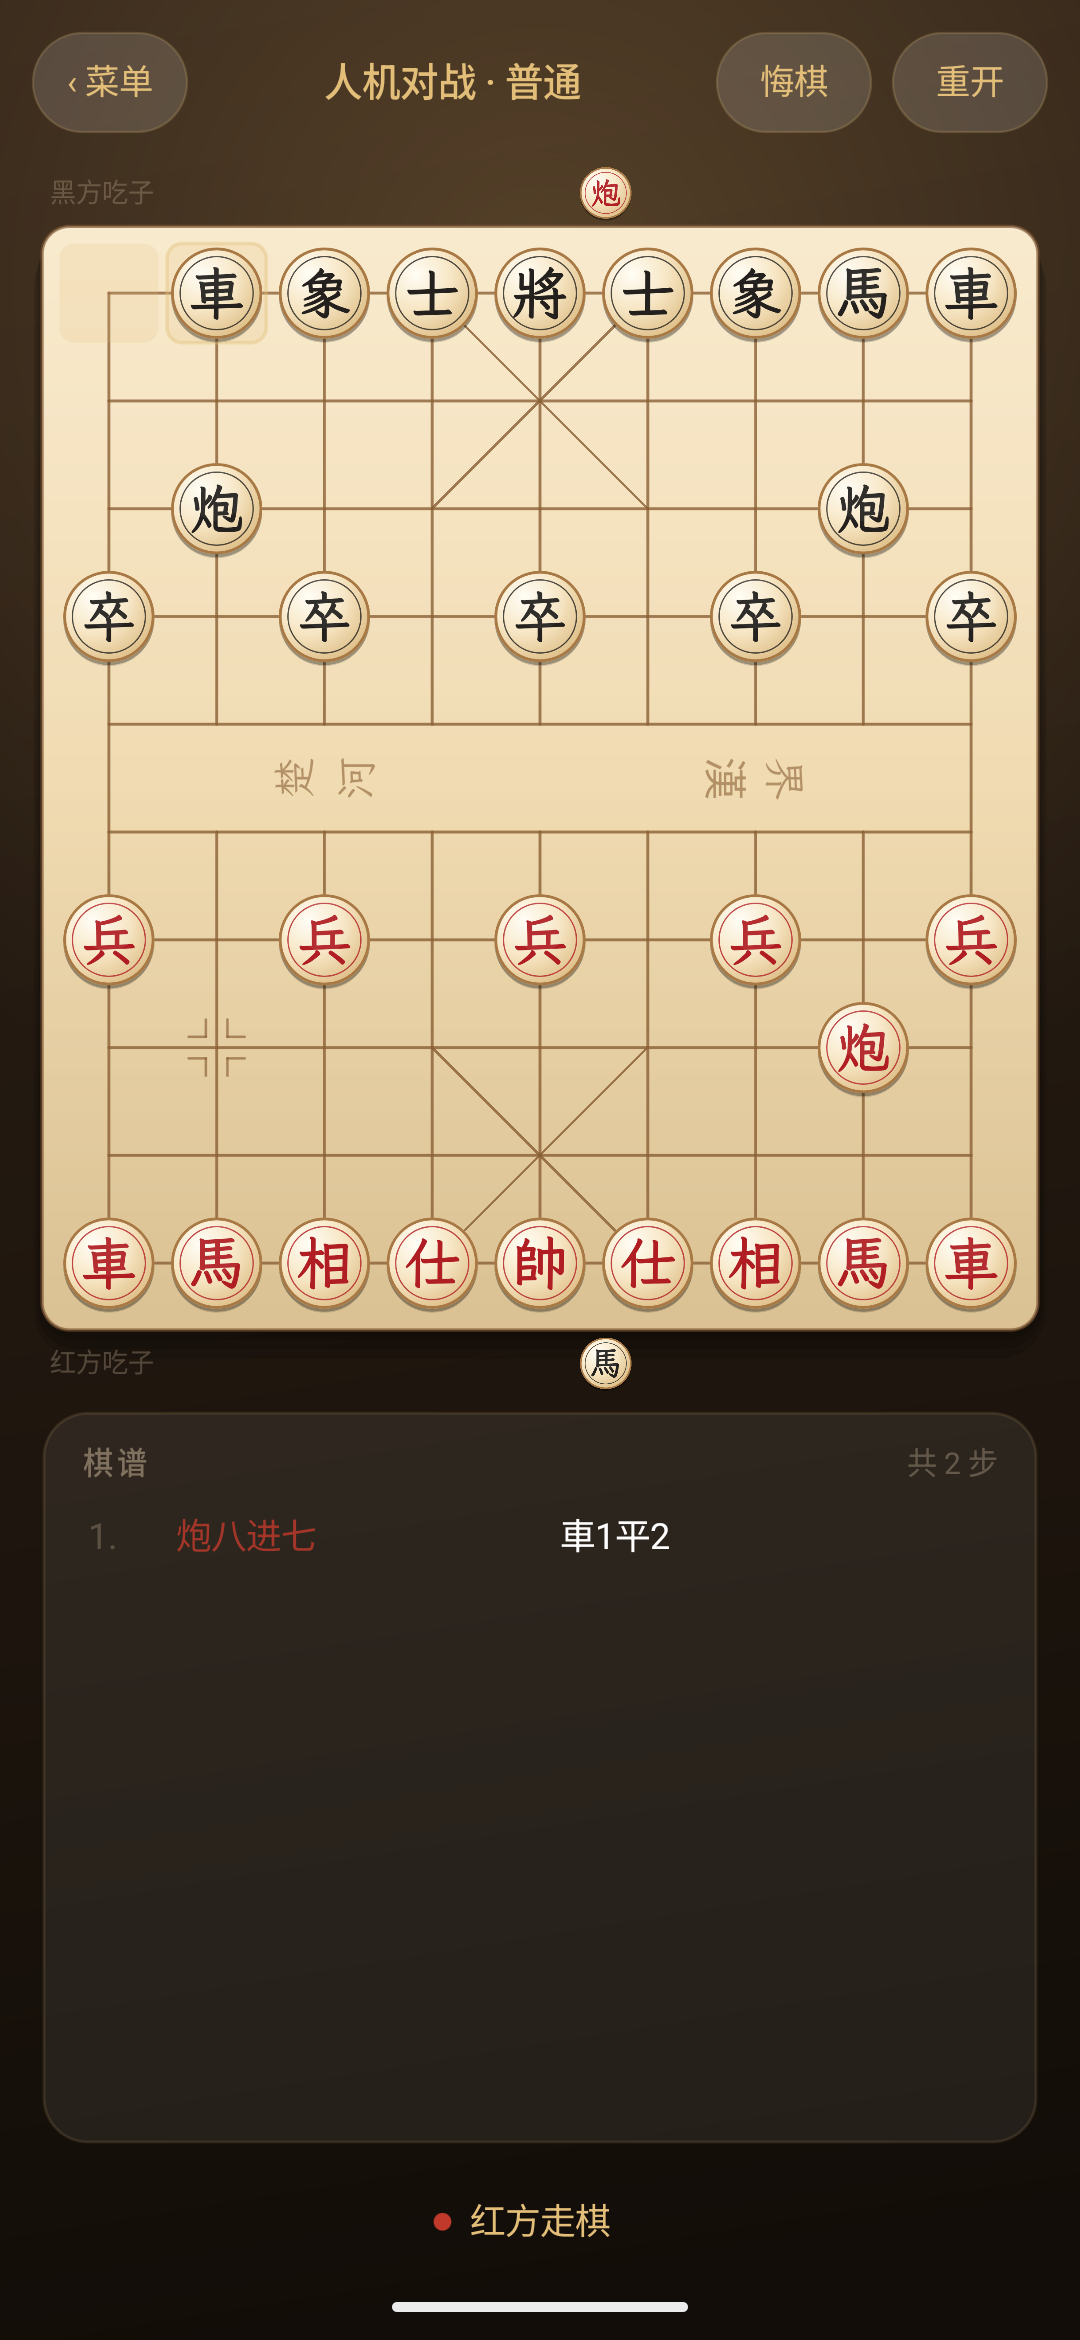 ‹ 菜单 人机对战 · 普通 悔棋 重开
黑方吃子 炮
車 象 士 將 士 象 馬 車
炮 炮
卒 卒 卒 卒 卒
楚 河 漢 界
兵 兵 兵 兵 兵
炮
車 馬 相 仕 帥 仕 相 馬 車
红方吃子 馬
棋谱 共 2 步
1. 炮八进七 車1平2
红方走棋